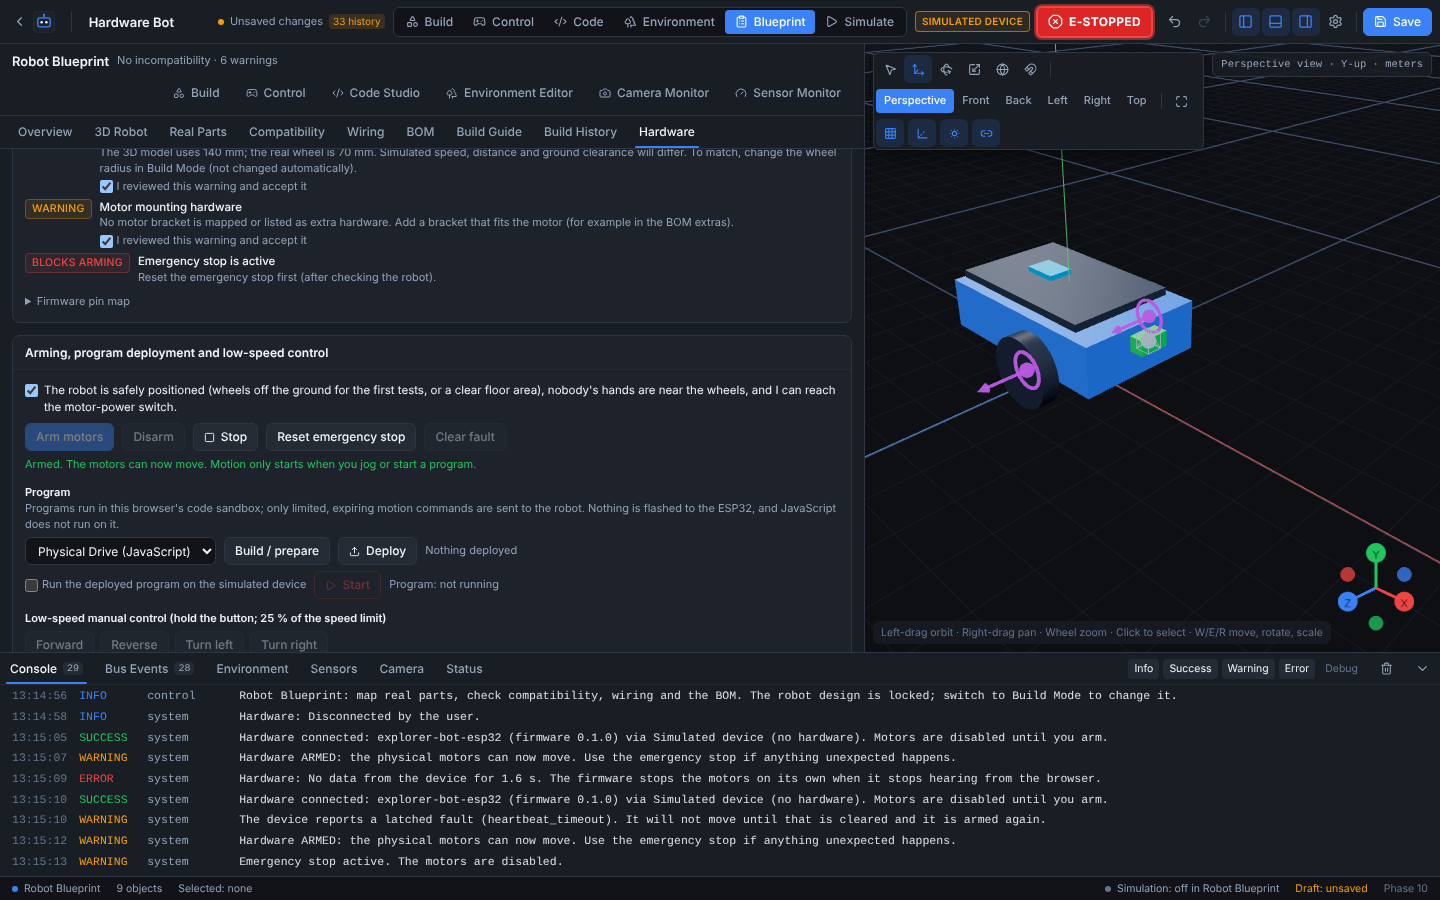 Hardware Bot
Unsaved changes
33 history
Build
Control
Code
Environment
Blueprint
Simulate
SIMULATED DEVICE
E-STOPPED
Save
Robot Blueprint
No incompatibility · 6 warnings
Build
Control
Code Studio
Environment Editor
Camera Monitor
Sensor Monitor
Overview
3D Robot
Real Parts
Compatibility
Wiring
BOM
Build Guide
Build History
Hardware
The 3D model uses 140 mm; the real wheel is 70 mm. Simulated speed, distance and ground clearance will differ. To match, change the wheel
radius in Build Mode (not changed automatically).
I reviewed this warning and accept it
WARNING
Motor mounting hardware
No motor bracket is mapped or listed as extra hardware. Add a bracket that fits the motor (for example in the BOM extras).
I reviewed this warning and accept it
BLOCKS ARMING
Emergency stop is active
Reset the emergency stop first (after checking the robot).
Firmware pin map
Arming, program deployment and low-speed control
The robot is safely positioned (wheels off the ground for the first tests, or a clear floor area), nobody's hands are near the wheels, and I can reach
the motor-power switch.
Arm motors
Disarm
Stop
Reset emergency stop
Clear fault
Armed. The motors can now move. Motion only starts when you jog or start a program.
Program
Programs run in this browser's code sandbox; only limited, expiring motion commands are sent to the robot. Nothing is flashed to the ESP32, and JavaScript
does not run on it.
Physical Drive (JavaScript)
Build / prepare
Deploy
Nothing deployed
Run the deployed program on the simulated device
Start
Program: not running
Low-speed manual control (hold the button; 25 % of the speed limit)
Forward
Reverse
Turn left
Turn right
Perspective view · Y-up · meters
Perspective
Front
Back
Left
Right
Top
Y
Z
X
Left-drag orbit · Right-drag pan · Wheel zoom · Click to select · W/E/R move, rotate, scale
Console 29
Bus Events 28
Environment
Sensors
Camera
Status
Info
Success
Warning
Error
Debug
13:14:56 INFO control Robot Blueprint: map real parts, check compatibility, wiring and the BOM. The robot design is locked; switch to Build Mode to change it.
13:14:58 INFO system Hardware: Disconnected by the user.
13:15:05 SUCCESS system Hardware connected: explorer-bot-esp32 (firmware 0.1.0) via Simulated device (no hardware). Motors are disabled until you arm.
13:15:07 WARNING system Hardware ARMED: the physical motors can now move. Use the emergency stop if anything unexpected happens.
13:15:09 ERROR system Hardware: No data from the device for 1.6 s. The firmware stops the motors on its own when it stops hearing from the browser.
13:15:10 SUCCESS system Hardware connected: explorer-bot-esp32 (firmware 0.1.0) via Simulated device (no hardware). Motors are disabled until you arm.
13:15:10 WARNING system The device reports a latched fault (heartbeat_timeout). It will not move until that is cleared and it is armed again.
13:15:12 WARNING system Hardware ARMED: the physical motors can now move. Use the emergency stop if anything unexpected happens.
13:15:13 WARNING system Emergency stop active. The motors are disabled.
Robot Blueprint
9 objects
Selected: none
Simulation: off in Robot Blueprint
Draft: unsaved
Phase 10